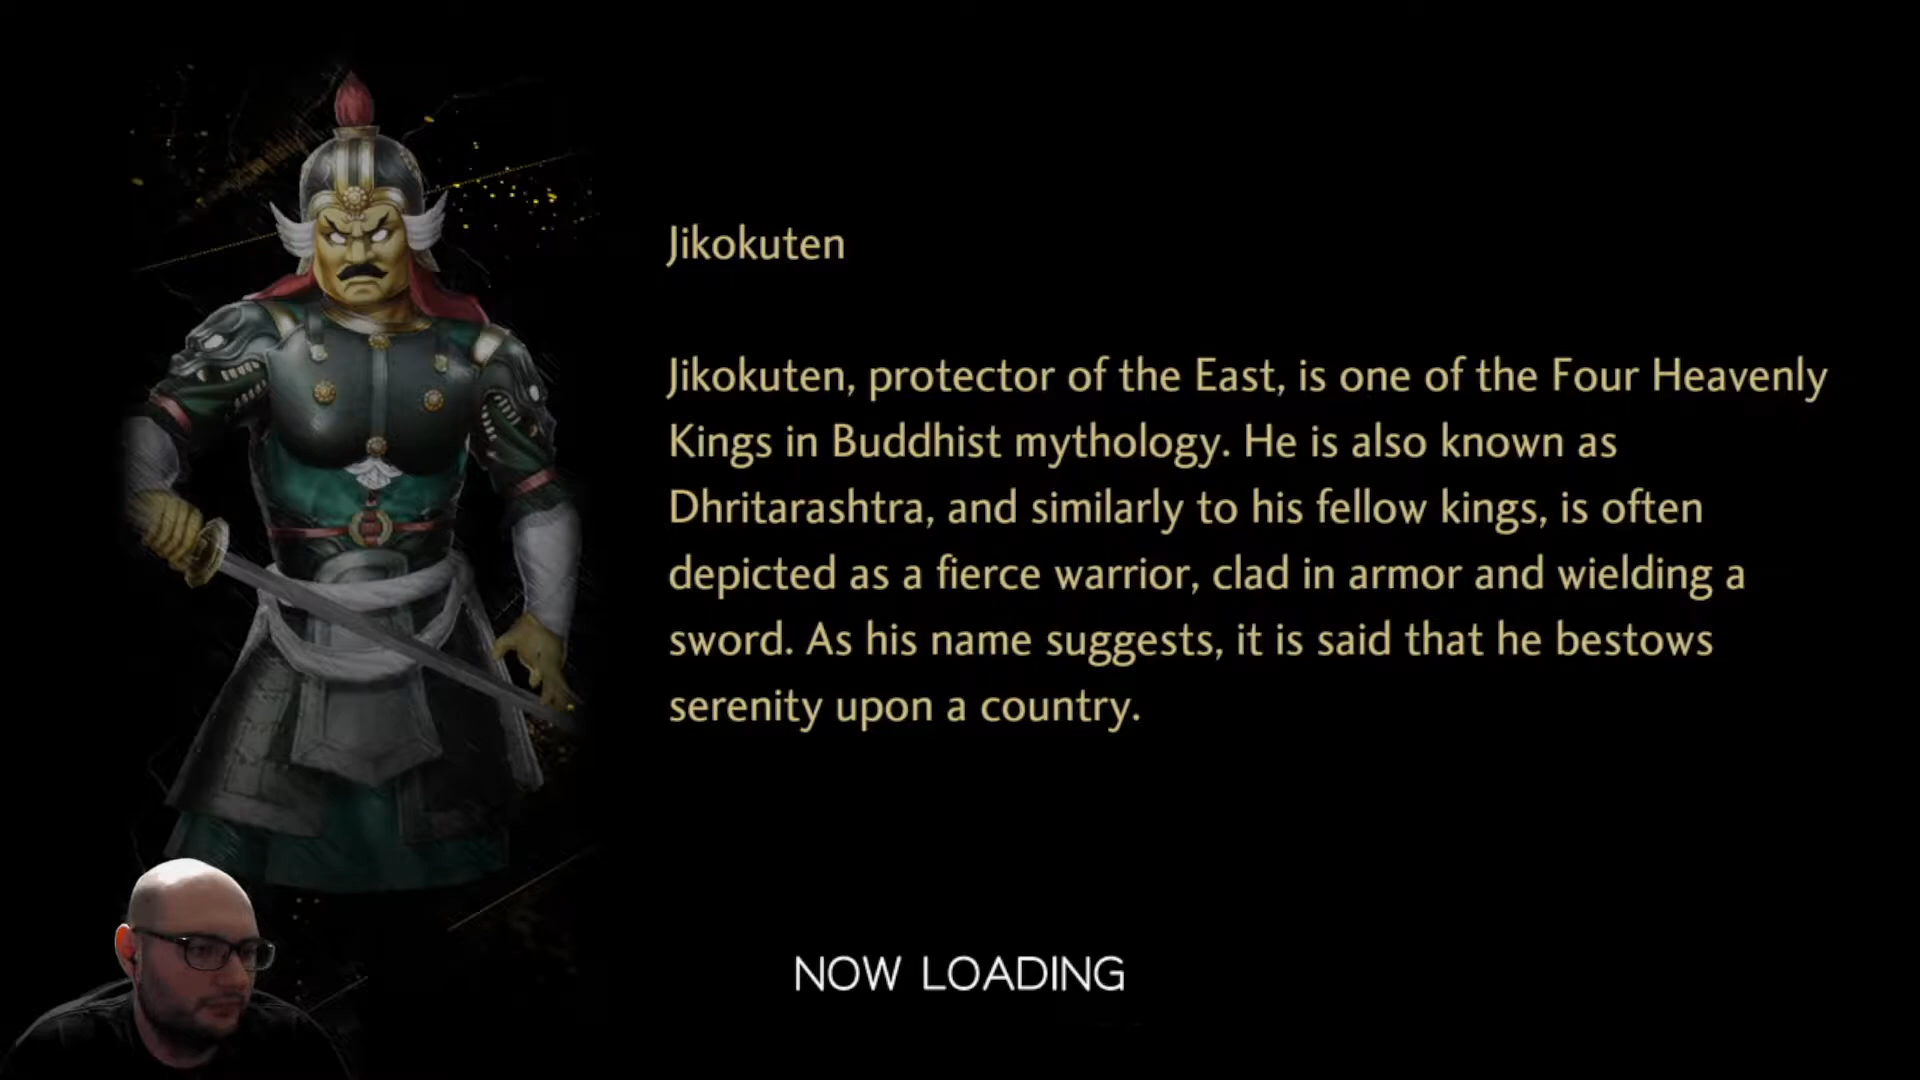 Jikokuten
Jikokuten, protector of the East, is one of the Four Heavenly
Kings in Buddhist mythology. He is also known as
Dhritarashtra, and similarly to his fellow kings, is often
depicted as a fierce warrior, clad in armor and wielding a
sword. As his name suggests, it is said that he bestows
serenity upon a country.
NOW LOADING